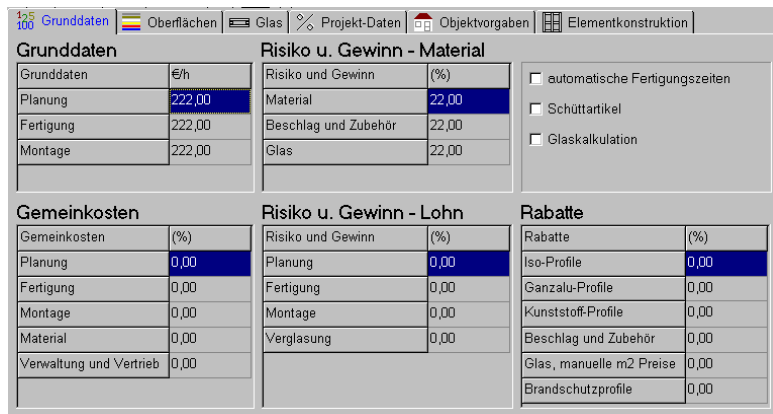 125
100 Grunddaten Oberflächen Glas Projekt-Daten Objektvorgaben Elementkonstruktion
Grunddaten
Grunddaten €/h
Planung 222,00
Fertigung 222,00
Montage 222,00
Risiko u. Gewinn - Material
Risiko und Gewinn (%)
Material 22,00
Beschlag und Zubehör 22,00
Glas 22,00
automatische Fertigungszeiten
Schüttartikel
Glaskalkulation
Gemeinkosten
Gemeinkosten (%)
Planung 0,00
Fertigung 0,00
Montage 0,00
Material 0,00
Verwaltung und Vertrieb 0,00
Risiko u. Gewinn - Lohn
Risiko und Gewinn (%)
Planung 0,00
Fertigung 0,00
Montage 0,00
Verglasung 0,00
Rabatte
Rabatte (%)
Iso-Profile 0,00
Ganzalu-Profile 0,00
Kunststoff-Profile 0,00
Beschlag und Zubehör 0,00
Glas, manuelle m2 Preise 0,00
Brandschutzprofile 0,00